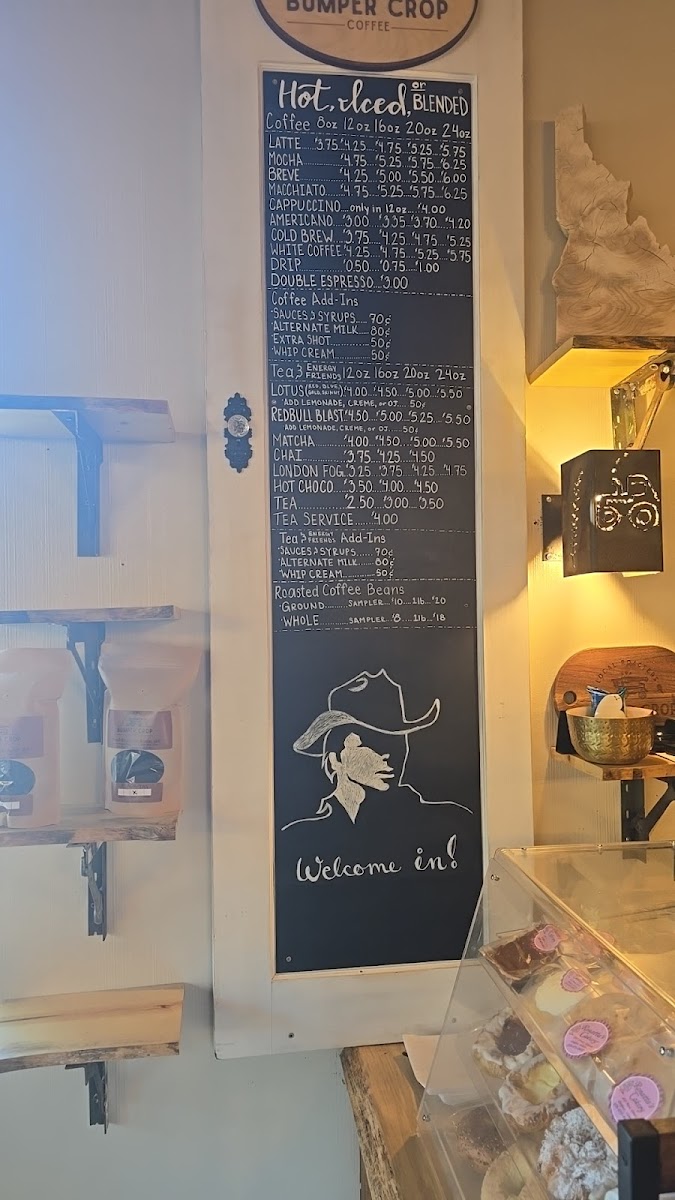 BUMPER CROP
COFFEE
Hot, Iced, or BLENDED
Coffee 8oz 12oz 16oz 20oz 24oz
LATTE.....$3.75 $4.25...$4.75...$5.25...$5.75
MOCHA............$4.75...$5.25...$5.75...$6.25
BREVE............$4.25...$5.00...$5.50...$6.00
MACCHIATO....$4.75...$5.25...$5.75...$6.25
CAPPUCCINO....only in 12oz...$4.00
AMERICANO...$3.00...$3.35...$3.70...$4.20
COLD BREW...$3.75...$4.25...$4.75...$5.25
WHITE COFFEE $4.25...$4.75...$5.25...$5.75
DRIP............$0.50...$0.75...$1.00
DOUBLE ESPRESSO...$3.00
Coffee Add-Ins
·SAUCES & SYRUPS.....70¢
·ALTERNATE MILK....80¢
·EXTRA SHOT............50¢
·WHIP CREAM............50¢
Tea & ENERGY FRIENDS 12oz 16oz 20oz 24oz
LOTUS (RED, BLUE, GOLD, SKINNY) $4.00..$4.50...$5.00...$5.50
* ADD LEMONADE, CREME, or OJ.....50¢
REDBULL BLAST $4.50...$5.00...$5.25...$5.50
ADD LEMONADE, CREME, or OJ.....50¢
MATCHA.........$4.00...$4.50...$5.00...$5.50
CHAI..............$3.75...$4.25...$4.50
LONDON FOG..$3.25...$3.75...$4.25...$4.75
HOT CHOCO....$3.50...$4.00...$4.50
TEA...............$2.50...$3.00...$3.50
TEA SERVICE....$4.00
Tea & ENERGY FRIENDS Add-Ins
·SAUCES & SYRUPS......70¢
·ALTERNATE MILK......80¢
·WHIP CREAM............50¢
Roasted Coffee Beans
·GROUND.........SAMPLER...$10...2lb...$20
·WHOLE..........SAMPLER...$8....2lb...$18
Welcome in!